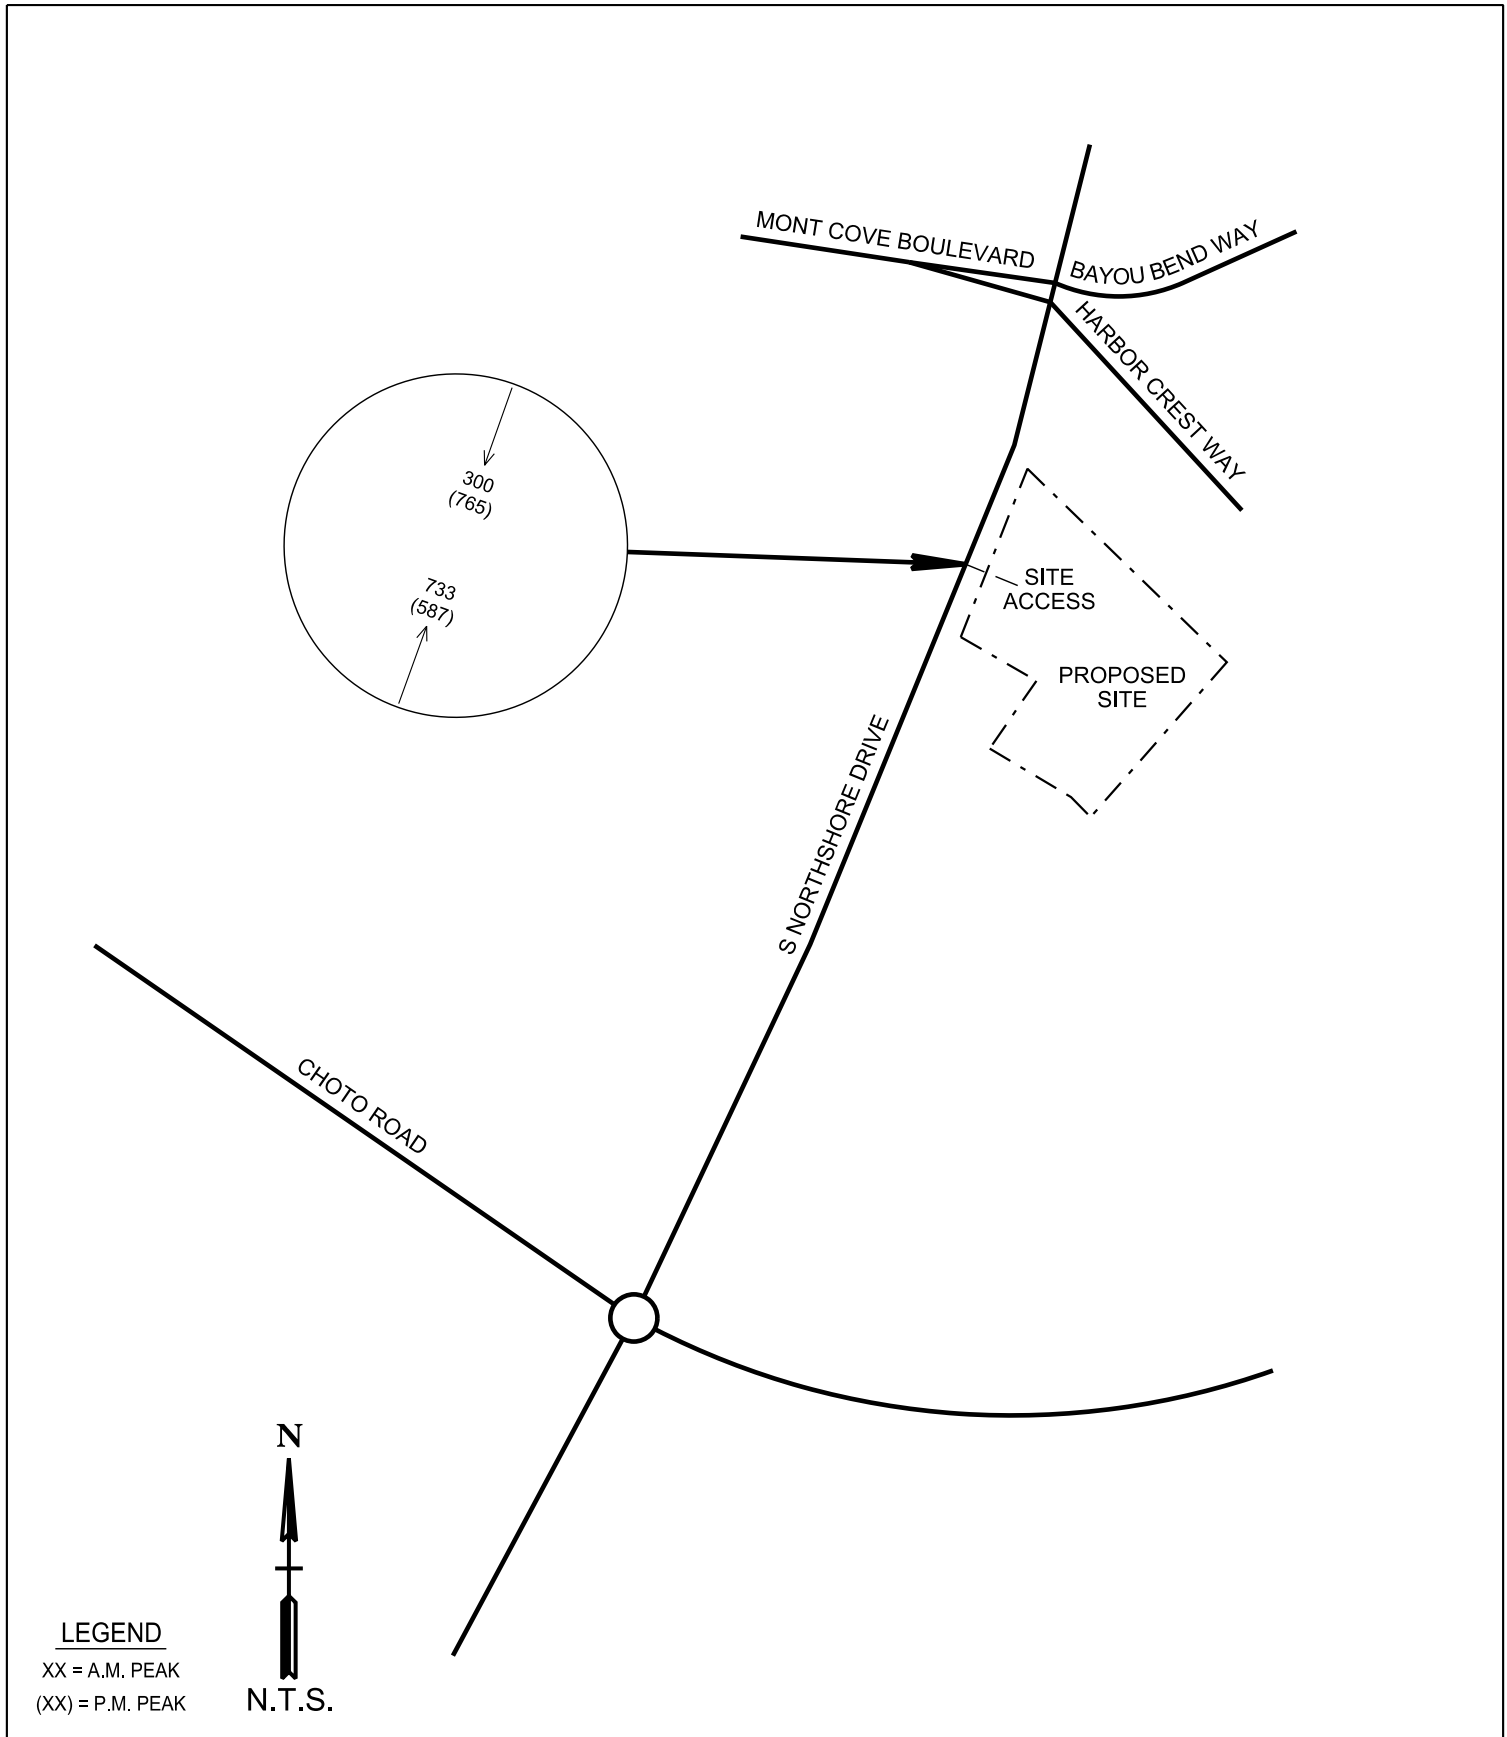 MONT COVE BOULEVARD
BAYOU BEND WAY
HARBOR CREST WAY
300
(765)
733
(587)
SITE
ACCESS
PROPOSED
SITE
S NORTHSHORE DRIVE
CHOTO ROAD
N
N.T.S.
LEGEND
XX = A.M. PEAK
(XX) = P.M. PEAK